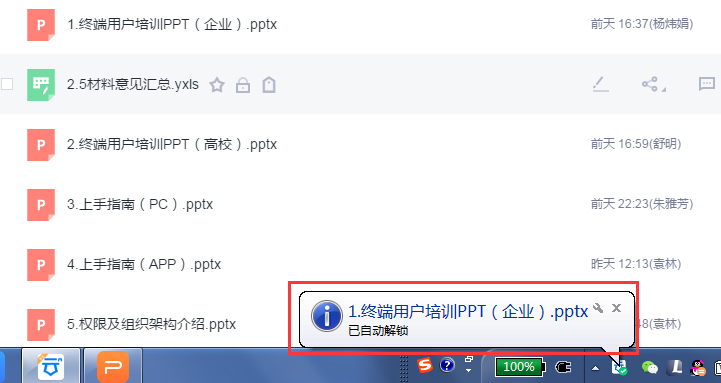 1.终端用户培训PPT（企业）.pptx 前天 16:37(杨炜娟)
2.5材料意见汇总.yxls
2.终端用户培训PPT（高校）.pptx 前天 16:59(舒明)
3.上手指南（PC）.pptx 前天 22:23(朱雅芳)
4.上手指南（APP）.pptx 昨天 12:13(袁林)
5.权限及组织架构介绍.pptx :48(袁林)
1.终端用户培训PPT（企业）.pptx
已自动解锁
100%